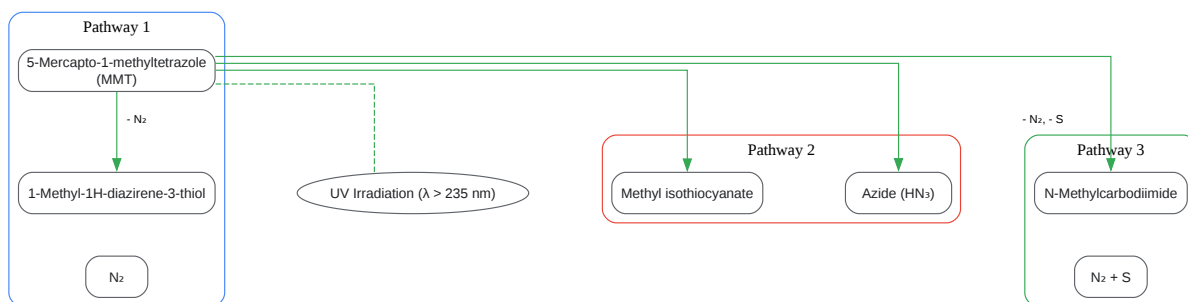 Pathway 1
5-Mercapto-1-methyltetrazole
(MMT)
- N₂
1-Methyl-1H-diazirene-3-thiol
N₂
UV Irradiation (λ > 235 nm)
Pathway 2
Methyl isothiocyanate
Azide (HN₃)
- N₂, - S
Pathway 3
N-Methylcarbodiimide
N₂ + S